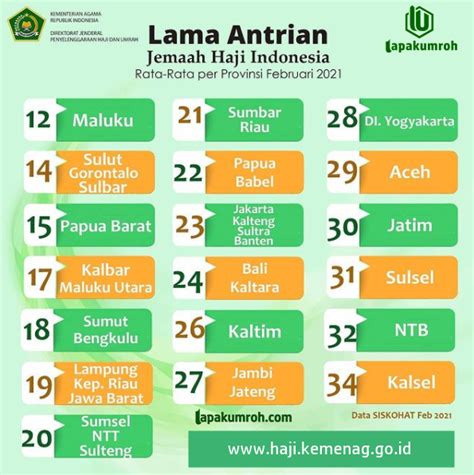 KEMENTERIAN AGAMA
REPUBLIK INDONESIA
DIREKTORAT JENDERAL
PENYELENGGARAAN HAJI DAN UMRAH
Lama Antrian
Jemaah Haji Indonesia
Rata-Rata per Provinsi Februari 2021
Lapakumroh
12 Maluku
14 Sulut
Gorontalo
Sulbar
15 Papua Barat
17 Kalbar
Maluku Utara
18 Sumut
Bengkulu
19 Lampung
Kep. Riau
Jawa Barat
20 Sumsel
NTT
Sulteng
21 Sumbar
Riau
22 Papua
Babel
23 Jakarta
Kalteng
Sultra
Banten
24 Bali
Kaltara
26 Kaltim
27 Jambi
Jateng
28 DI. Yogyakarta
29 Aceh
30 Jatim
31 Sulsel
32 NTB
34 Kalsel
Lapakumroh.com
Data SISKOHAT Feb 2021
www.haji.kemenag.go.id